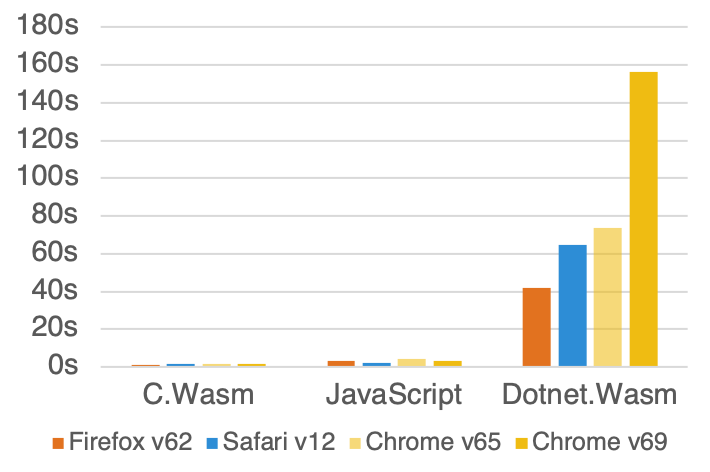 180s
160s
140s
120s
100s
80s
60s
40s
20s
0s
C.Wasm JavaScript Dotnet.Wasm
Firefox v62 Safari v12 Chrome v65 Chrome v69